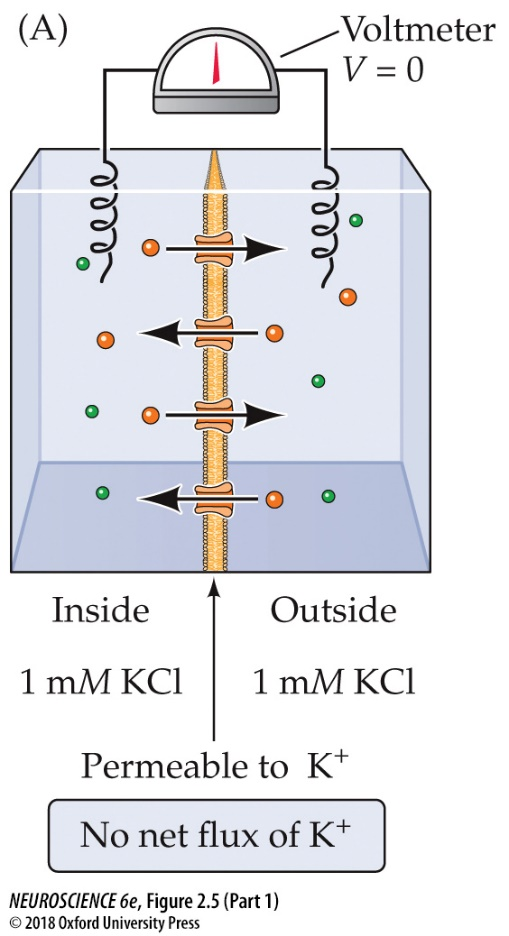 (A)
Voltmeter
V = 0
Inside
Outside
1 mM KCl
1 mM KCl
Permeable to K⁺
No net flux of K⁺
NEUROSCIENCE 6e, Figure 2.5 (Part 1)
© 2018 Oxford University Press